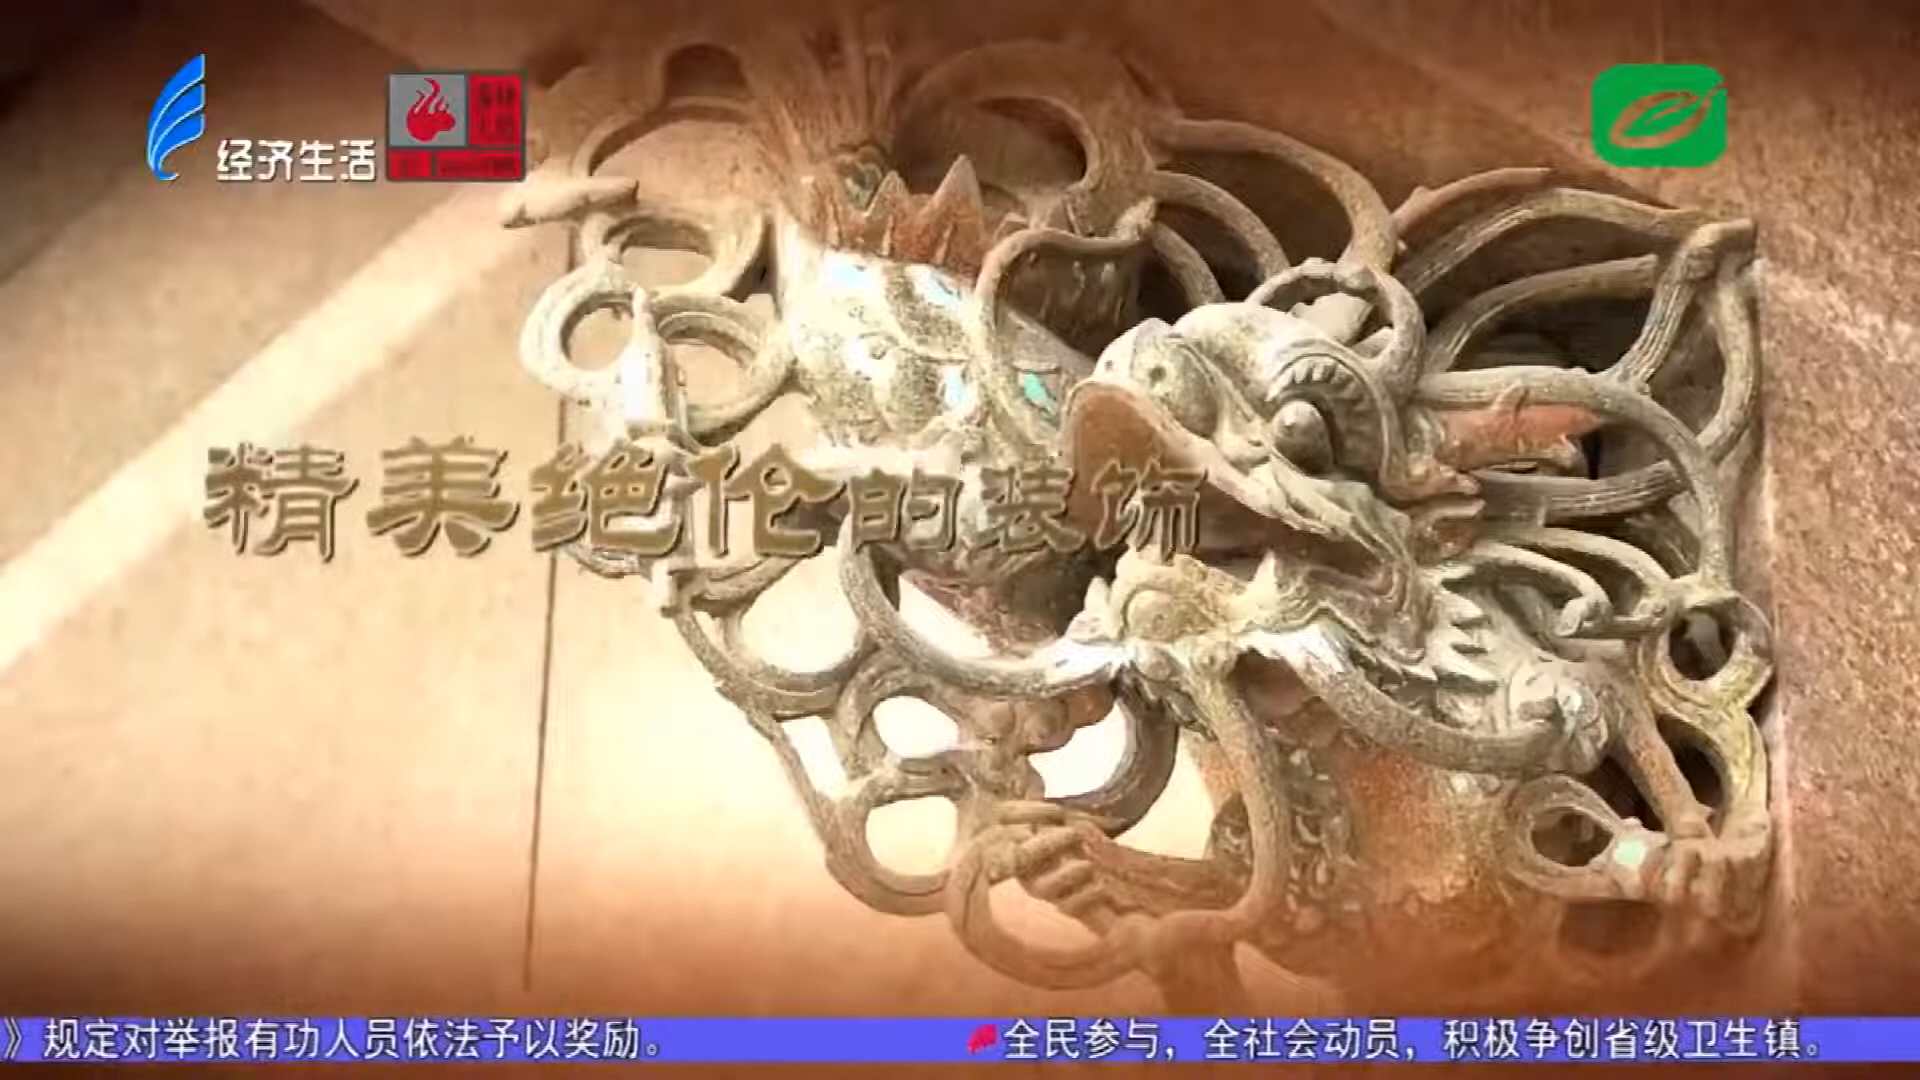 经济生活
精美绝伦的装饰
》规定对举报有功人员依法予以奖励。
全民参与，全社会动员，积极争创省级卫生镇。